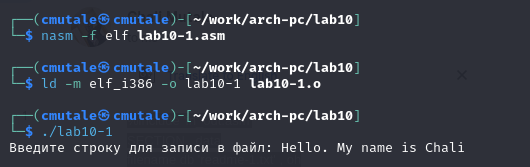 ┌──(cmutale㉿cmutale)-[~/work/arch-pc/lab10]
└─$ nasm -f elf lab10-1.asm
┌──(cmutale㉿cmutale)-[~/work/arch-pc/lab10]
└─$ ld -m elf_i386 -o lab10-1 lab10-1.o
┌──(cmutale㉿cmutale)-[~/work/arch-pc/lab10]
└─$ ./lab10-1
Введите строку для записи в файл: Hello. My name is Chali